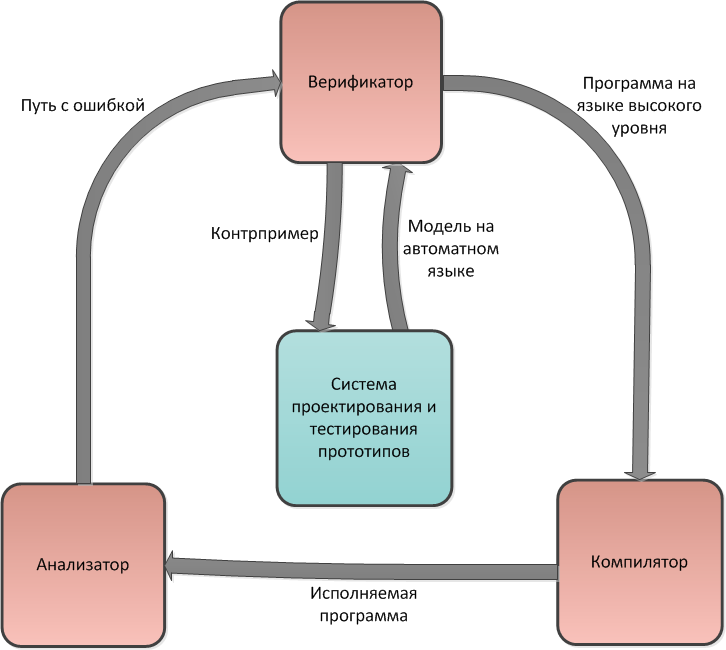 Верификатор
Путь с ошибкой
Программа на
языке высокого
уровня
Контрпример
Модель на
автоматном
языке
Система
проектирования и
тестирования
прототипов
Анализатор
Компилятор
Исполняемая
программа